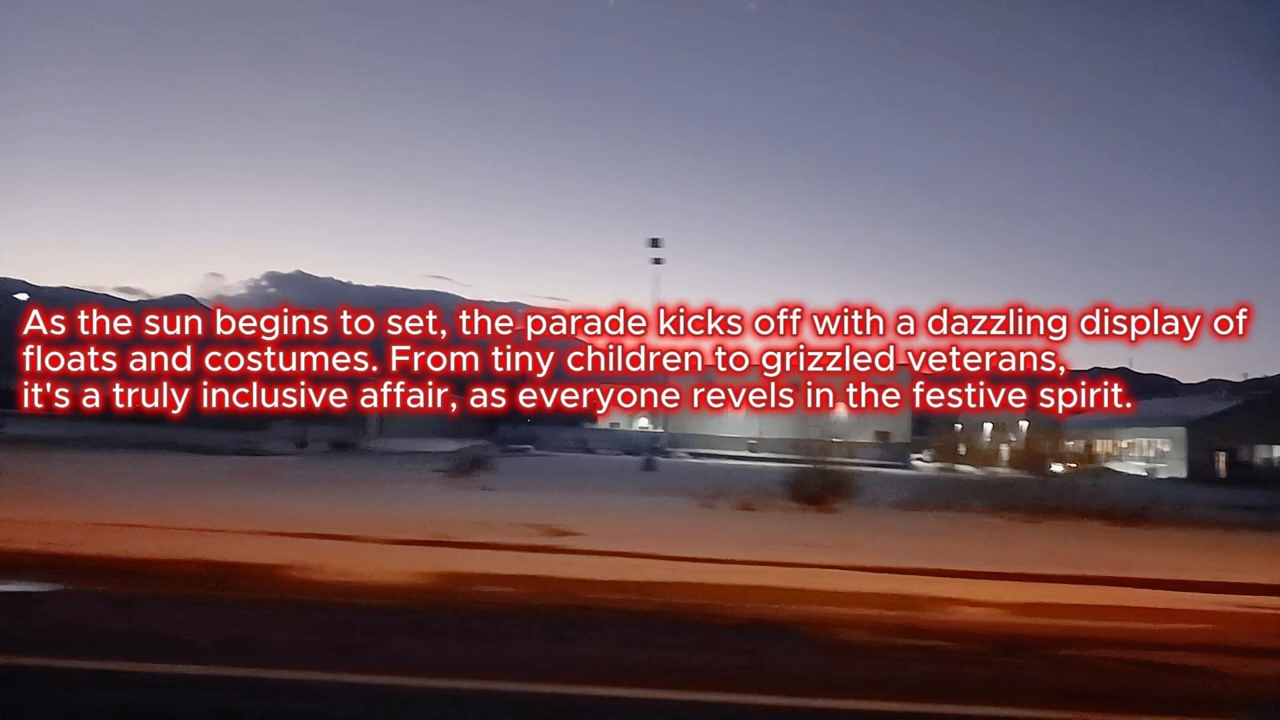 As the sun begins to set, the parade kicks off with a dazzling display of
floats and costumes. From tiny children to grizzled veterans,
it's a truly inclusive affair, as everyone revels in the festive spirit.